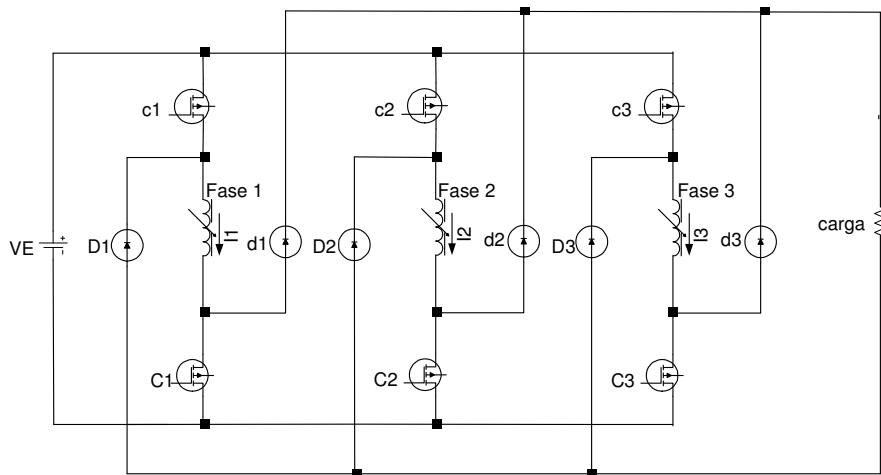 c1
c2
c3
Fase 1
Fase 2
Fase 3
VE
+
-
D1
I1
d1
D2
I2
d2
D3
I3
d3
carga
C1
C2
C3